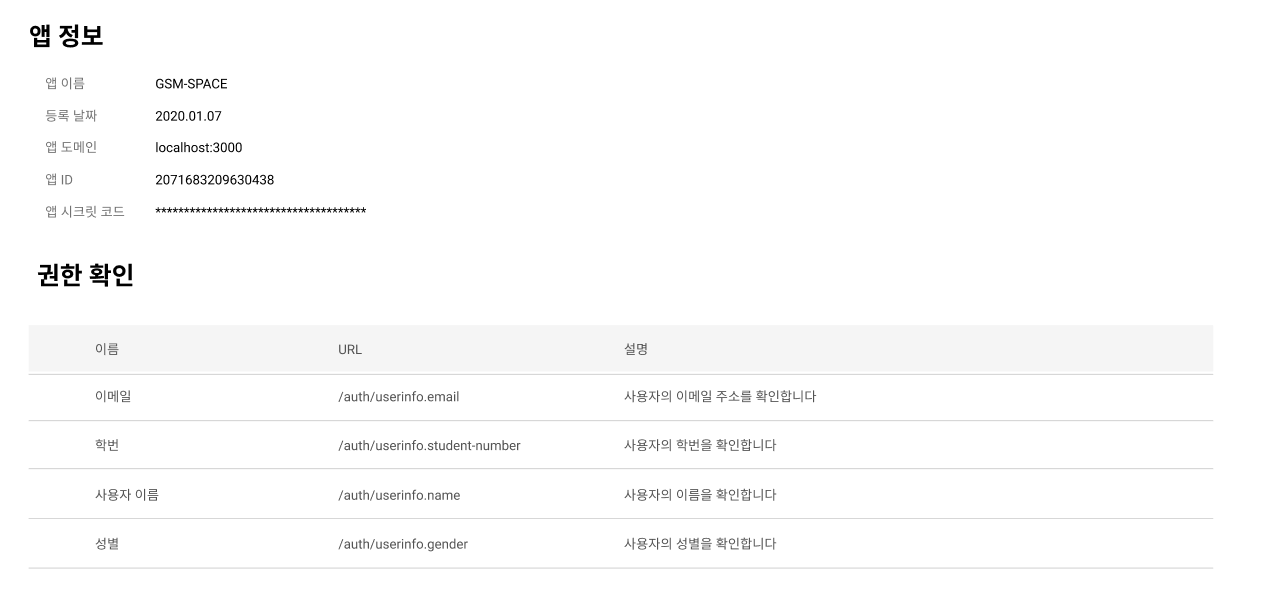 앱 정보
앱 이름 GSM-SPACE
등록 날짜 2020.01.07
앱 도메인 localhost:3000
앱 ID 2071683209630438
앱 시크릿 코드 *************************************
권한 확인
이름 URL 설명
이메일 /auth/userinfo.email 사용자의 이메일 주소를 확인합니다
학번 /auth/userinfo.student-number 사용자의 학번을 확인합니다
사용자 이름 /auth/userinfo.name 사용자의 이름을 확인합니다
성별 /auth/userinfo.gender 사용자의 성별을 확인합니다